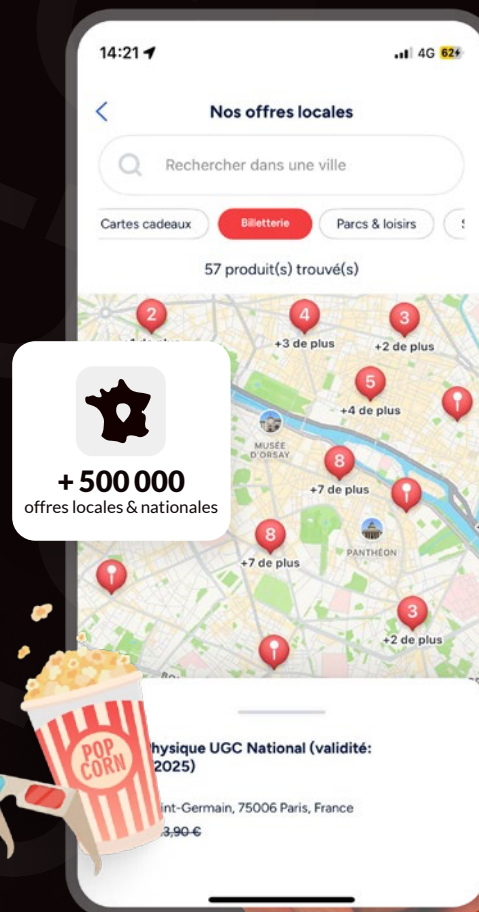 14:21
4G 62
Nos offres locales
Rechercher dans une ville
Cartes cadeaux
Billetterie
Parcs & loisirs
57 produit(s) trouvé(s)
2
4
3
+3 de plus
+2 de plus
5
+4 de plus
MUSÉE
D'ORSAY
8
+7 de plus
+ 500 000
offres locales & nationales
8
+7 de plus
PANTHÉON
3
+2 de plus
POP
CORN
hysique UGC National (validité:
2025)
int-Germain, 75006 Paris, France
3,90 €